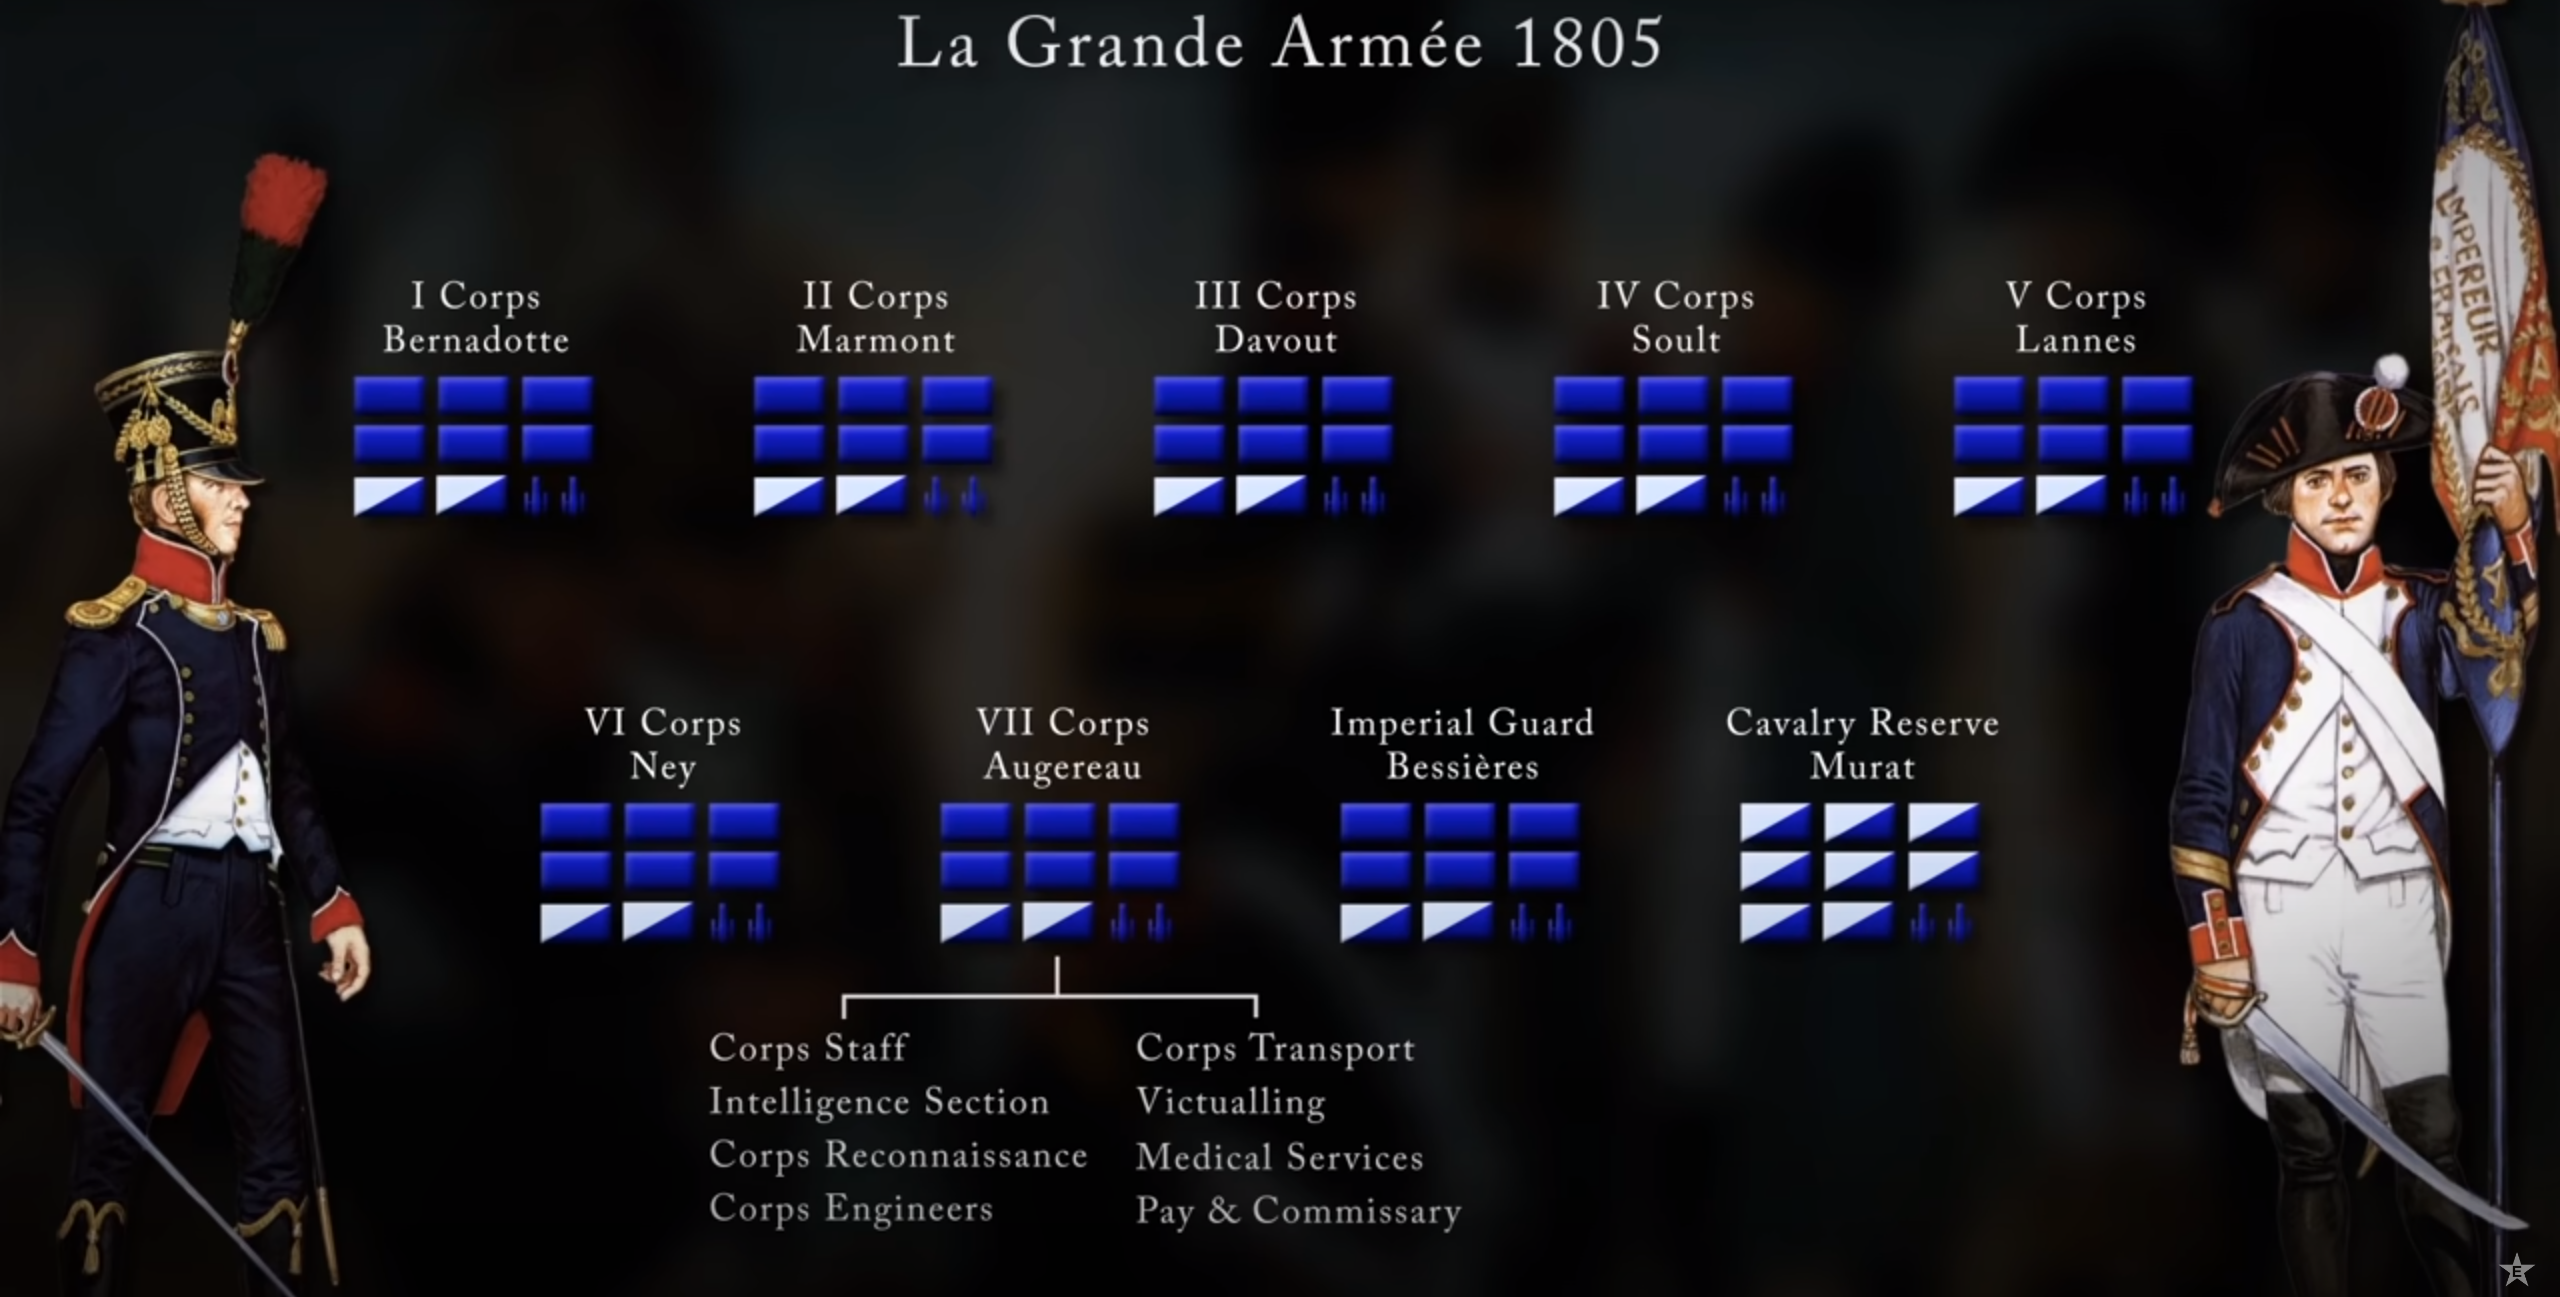 La Grande Armée 1805
I Corps
Bernadotte
II Corps
Marmont
III Corps
Davout
IV Corps
Soult
V Corps
Lannes
VI Corps
Ney
VII Corps
Augereau
Imperial Guard
Bessières
Cavalry Reserve
Murat
Corps Staff
Intelligence Section
Corps Reconnaissance
Corps Engineers
Corps Transport
Victualling
Medical Services
Pay & Commissary
EMPEREUR
E